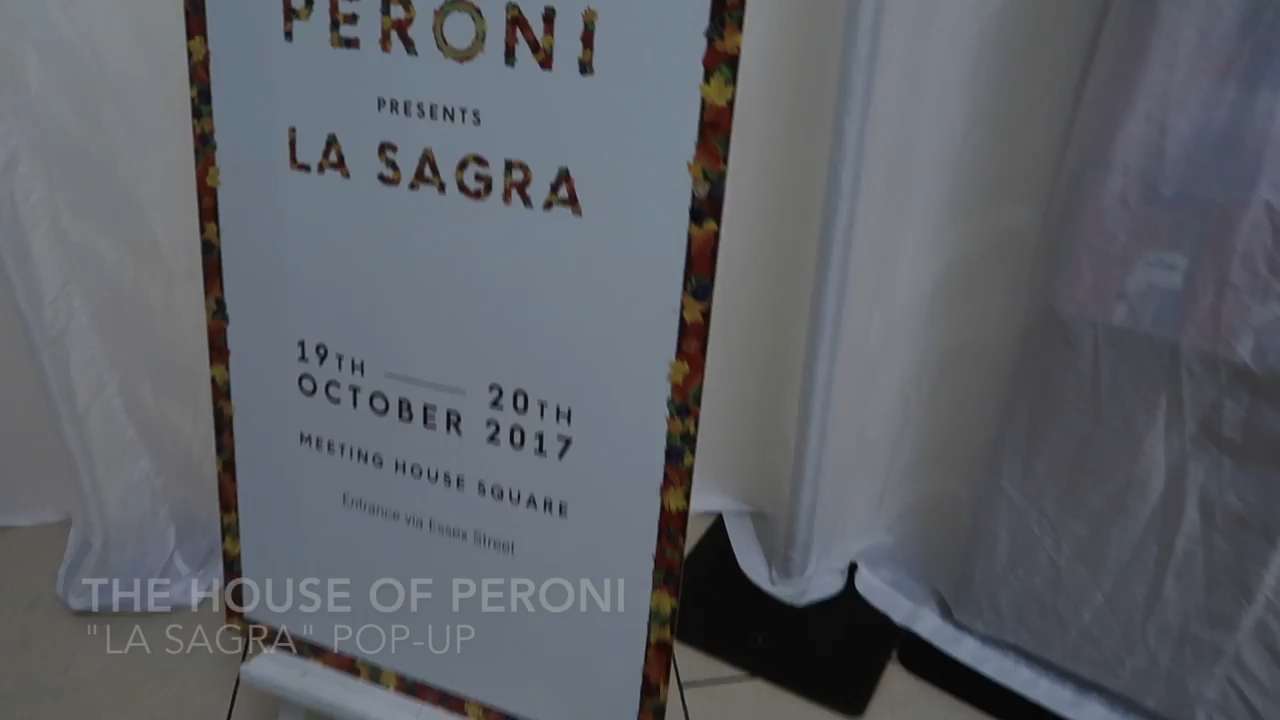 PERONI
PRESENTS
LA SAGRA
19TH — 20TH
OCTOBER 2017
MEETING HOUSE SQUARE
Entrance via Essex Street
THE HOUSE OF PERONI
"LA SAGRA" POP-UP